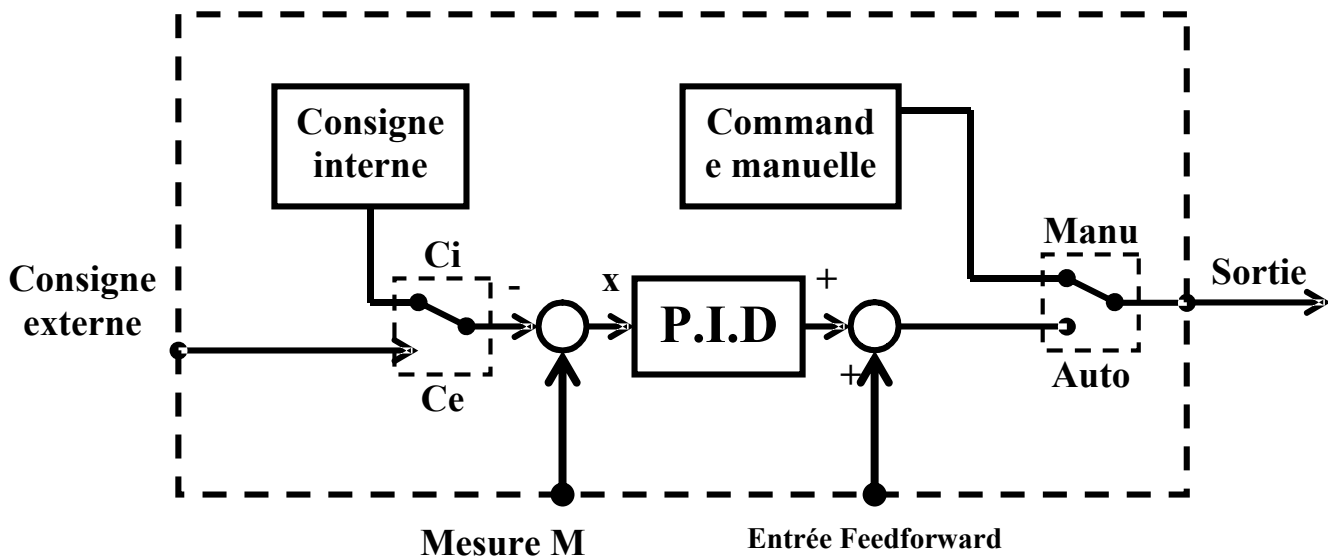 Consigne
interne
Command
e manuelle
Manu
Ci
Consigne
externe
-
x
+
Sortie
P.I.D
+
Auto
Ce
Mesure M
Entrée Feedforward